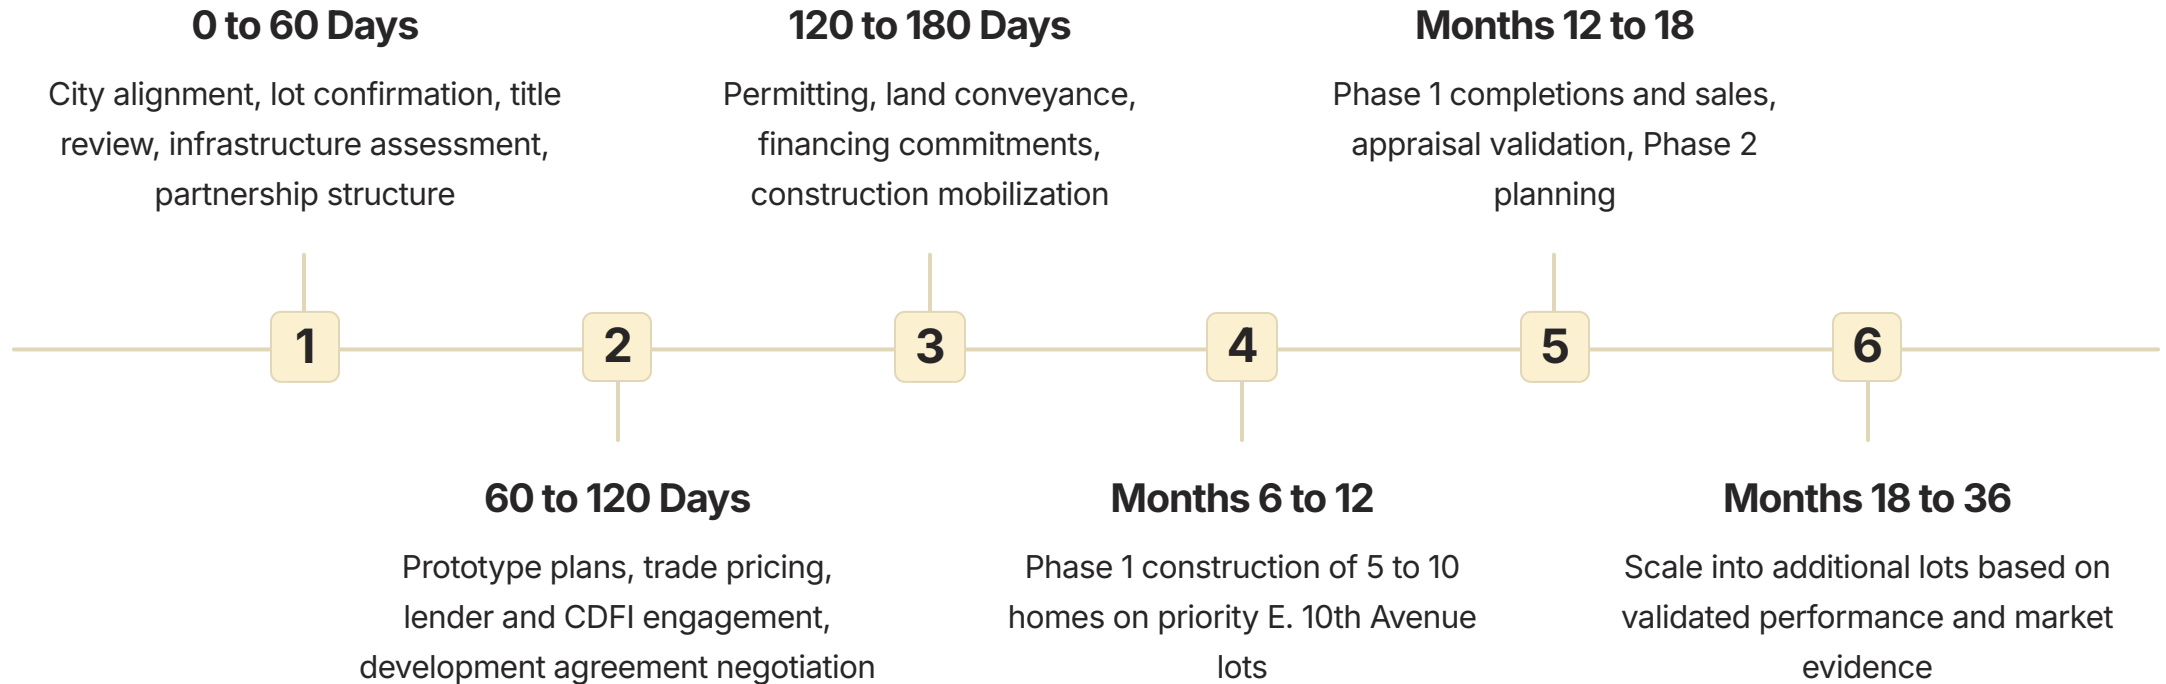 0 to 60 Days
City alignment, lot confirmation, title
review, infrastructure assessment,
partnership structure
120 to 180 Days
Permitting, land conveyance,
financing commitments,
construction mobilization
Months 12 to 18
Phase 1 completions and sales,
appraisal validation, Phase 2
planning
1
2
3
4
5
6
60 to 120 Days
Prototype plans, trade pricing,
lender and CDFI engagement,
development agreement negotiation
Months 6 to 12
Phase 1 construction of 5 to 10
homes on priority E. 10th Avenue
lots
Months 18 to 36
Scale into additional lots based on
validated performance and market
evidence